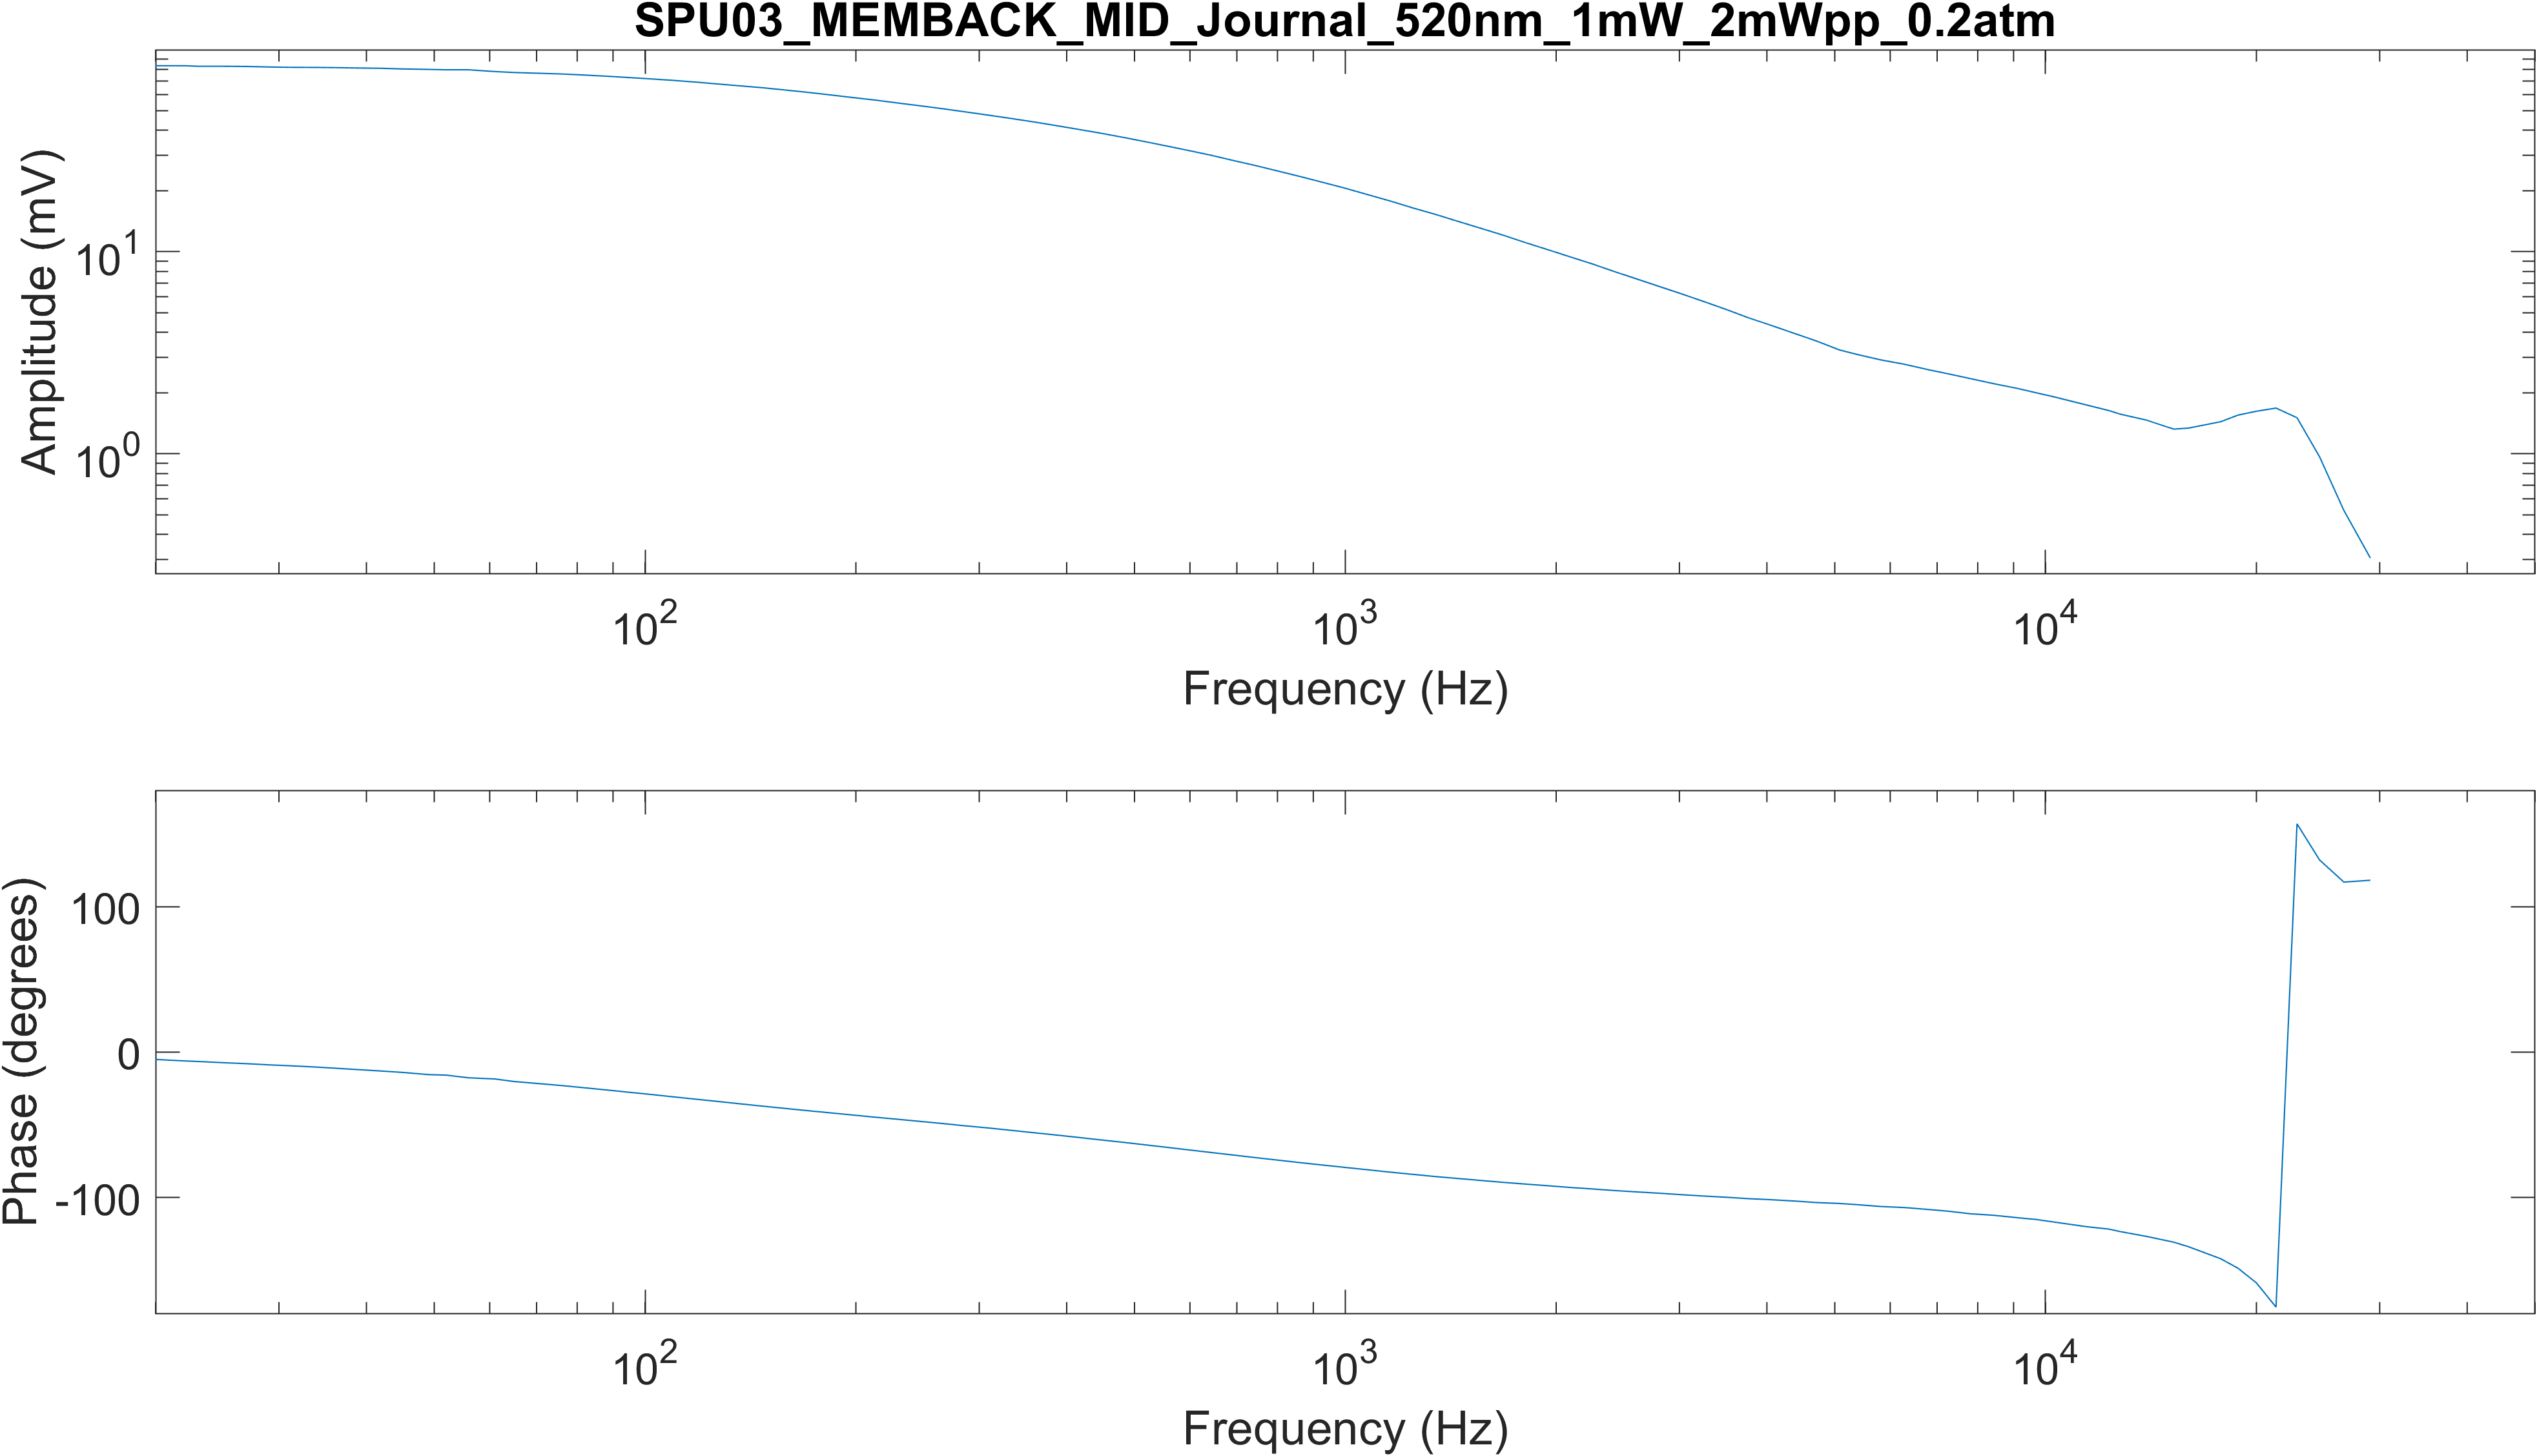 SPU03_MEMBACK_MID_Journal_520nm_1mW_2mWpp_0.2atm
Amplitude (mV)
10^1
10^0
10^2 10^3 10^4
Frequency (Hz)
Phase (degrees)
100
0
-100
10^2 10^3 10^4
Frequency (Hz)